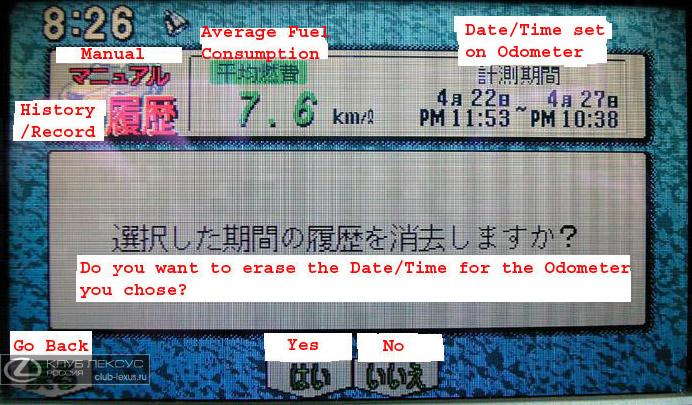 8:26
Manual
Average Fuel
Consumption
Date/Time set
on Odometer
マニュアル
平均燃費
計測期間
History
/Record
履歴
7.6 km/ℓ
4月22日 4月27日
PM 11:53 ~ PM 10:38
選択した期間の履歴を消去しますか?
Do you want to erase the Date/Time for the Odometer
you chose?
Go Back
Yes
No
КЛУБ ЛЕКСУС
РОССИЯ
club-lexus.ru
はい
いいえ